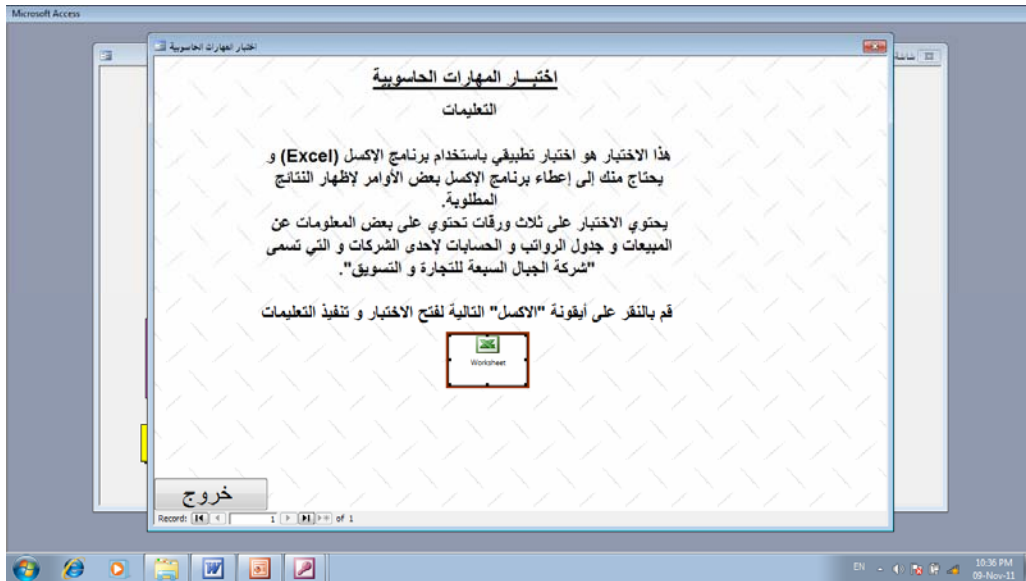 Microsoft Access
شاشة
اختبار المهارات الحاسوبية
اختبـــار المهارات الحاسوبية
التعليمات
هذا الاختبار هو اختبار تطبيقي باستخدام برنامج الإكسل (Excel) و
يحتاج منك إلى إعطاء برنامج الإكسل بعض الأوامر لإظهار النتائج
المطلوبة.
يحتوي الاختبار على ثلاث ورقات تحتوي على بعض المعلومات عن
المبيعات و جدول الرواتب و الحسابات لإحدى الشركات و التي تسمى
"شركة الجبال السبعة للتجارة و التسويق".
قم بالنقر على أيقونة "الاكسل" التالية لفتح الاختبار و تنفيذ التعليمات
Worksheet
خروج
Record: 1 of 1
EN
10:36 PM
09-Nov-11